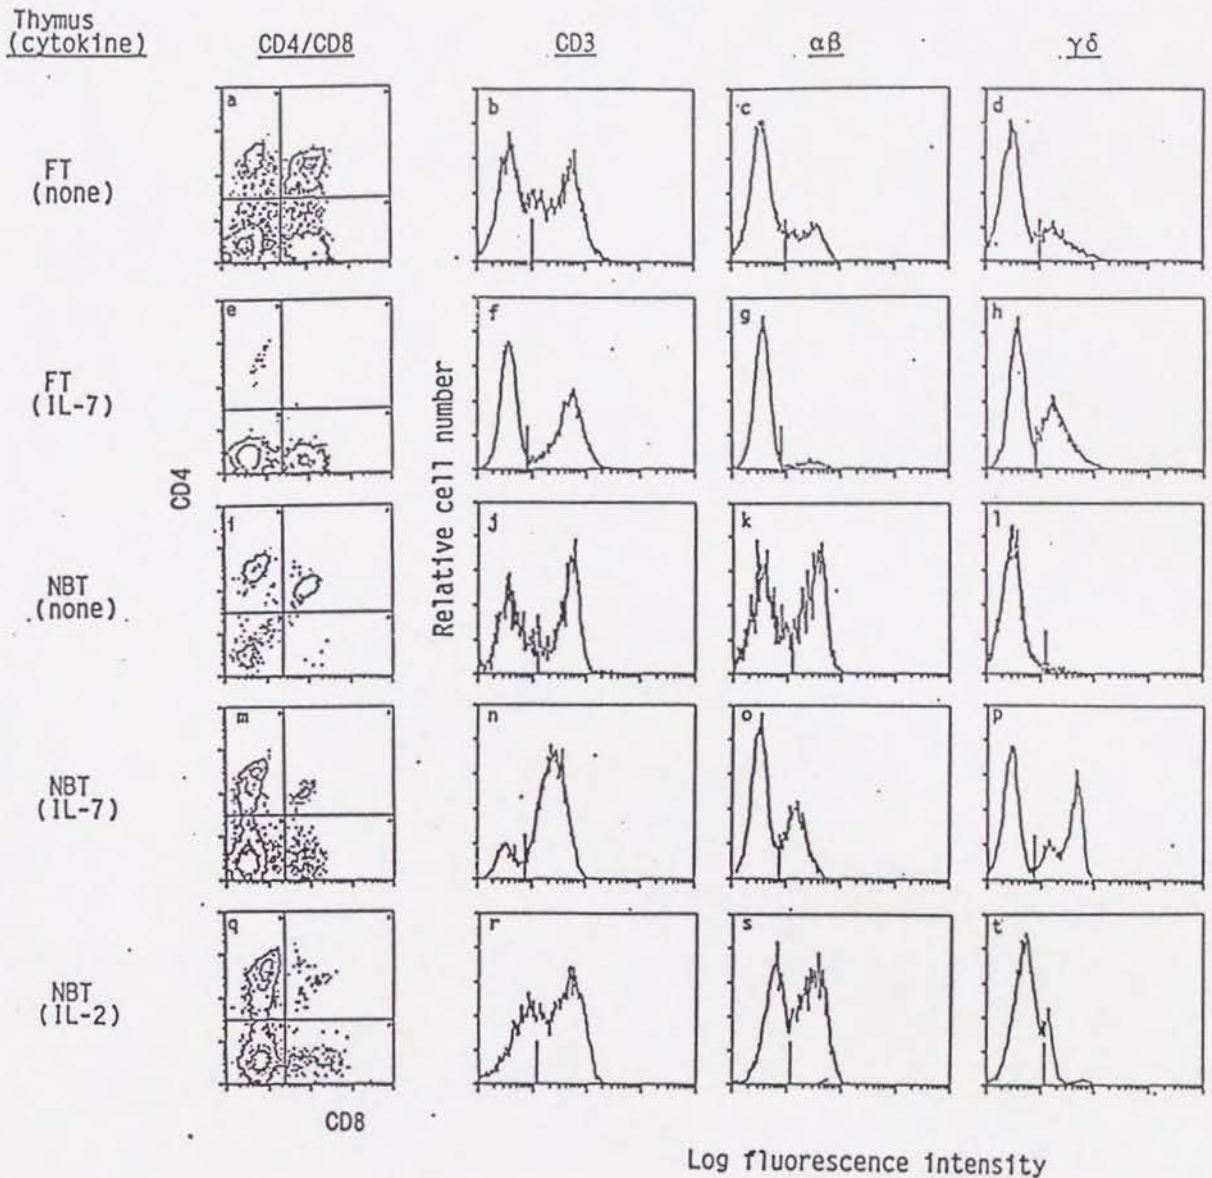 Thymus
(cytokine)
CD4/CD8
CD3
αß
γδ
FT
(none)
a
b
c
d
FT
(IL-7)
e
f
g
h
NBT
(none)
i
j
k
l
NBT
(IL-7)
m
n
o
p
NBT
(IL-2)
q
r
s
t
CD4
Relative cell number
CD8
Log fluorescence intensity